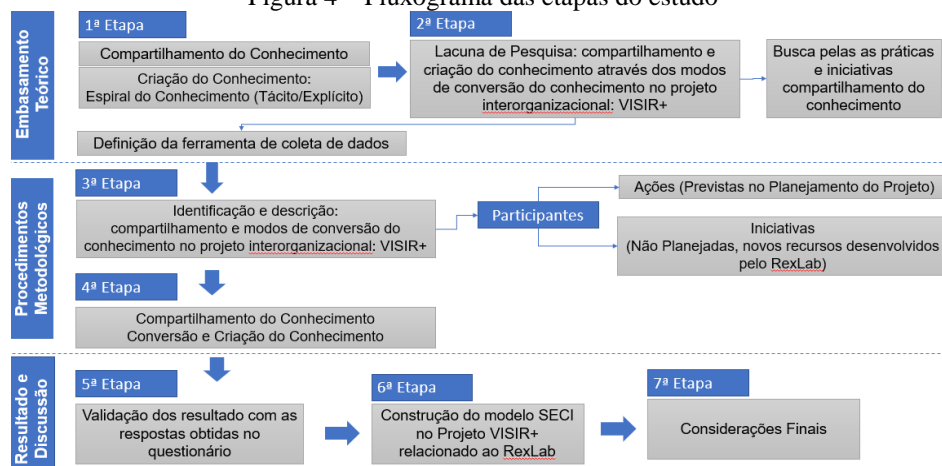 Figura 4 – Fluxograma das etapas do estudo
Embasamento
Teórico
1ª Etapa
Compartilhamento do Conhecimento
Criação do Conhecimento:
Espiral do Conhecimento (Tácito/Explícito)
2ª Etapa
Lacuna de Pesquisa: compartilhamento e
criação do conhecimento através dos modos
de conversão do conhecimento no projeto
interorganizacional: VISIR+
Busca pelas as práticas
e iniciativas
compartilhamento do
conhecimento
Definição da ferramenta de coleta de dados
Procedimentos
Metodológicos
3ª Etapa
Identificação e descrição:
compartilhamento e modos de conversão do
conhecimento no projeto interorganizacional: VISIR+
Participantes
Ações (Previstas no Planejamento do Projeto)
Iniciativas
(Não Planejadas, novos recursos desenvolvidos
pelo RexLab)
4ª Etapa
Compartilhamento do Conhecimento
Conversão e Criação do Conhecimento
Resultado e
Discussão
5ª Etapa
Validação dos resultado com as
respostas obtidas no
questionário
6ª Etapa
Construção do modelo SECI
no Projeto VISIR+
relacionado ao RexLab
7ª Etapa
Considerações Finais